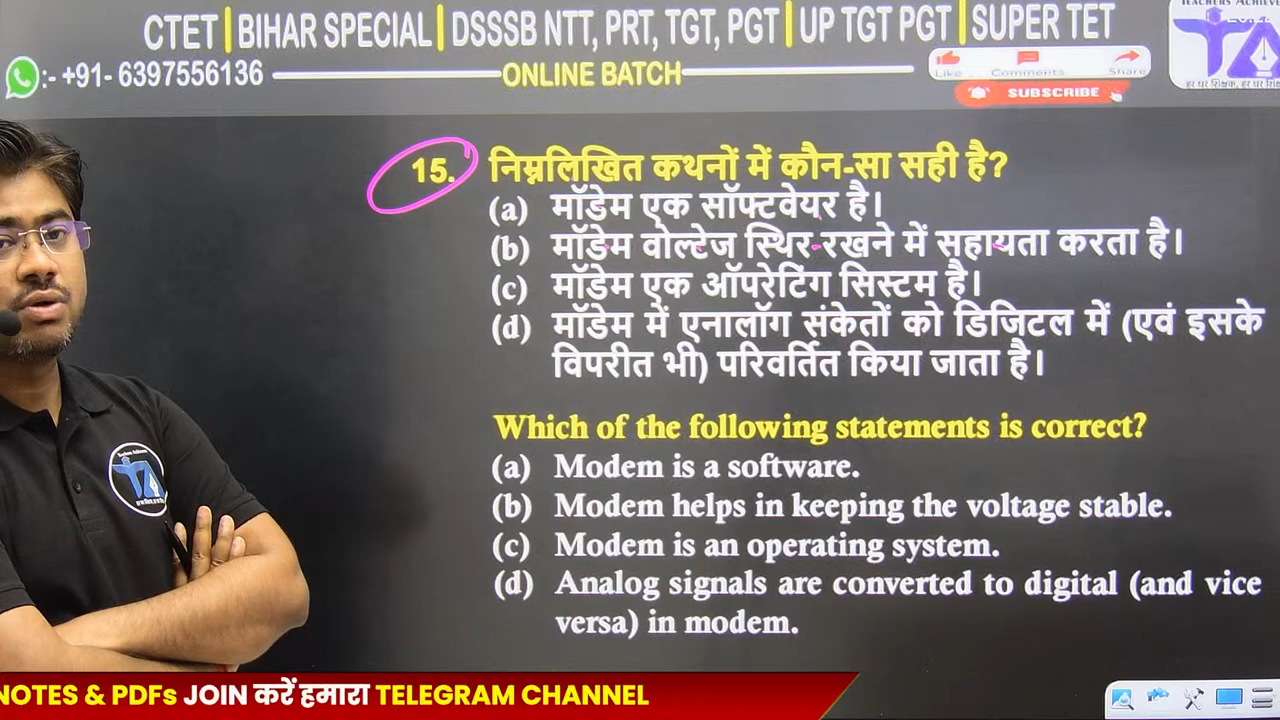 CTET | BIHAR SPECIAL | DSSSB NTT, PRT, TGT, PGT | UP TGT PGT | SUPER TET
:- +91- 6397556136 ONLINE BATCH
Like Comments Share
SUBSCRIBE
15. निम्नलिखित कथनों में कौन-सा सही है?
(a) मॉडेम एक सॉफ्टवेयर है।
(b) मॉडेम वोल्टेज स्थिर रखने में सहायता करता है।
(c) मॉडेम एक ऑपरेटिंग सिस्टम है।
(d) मॉडेम में एनालॉग संकेतों को डिजिटल में (एवं इसके
विपरीत भी) परिवर्तित किया जाता है।
Which of the following statements is correct?
(a) Modem is a software.
(b) Modem helps in keeping the voltage stable.
(c) Modem is an operating system.
(d) Analog signals are converted to digital (and vice
versa) in modem.
NOTES & PDFs JOIN करें हमारा TELEGRAM CHANNEL